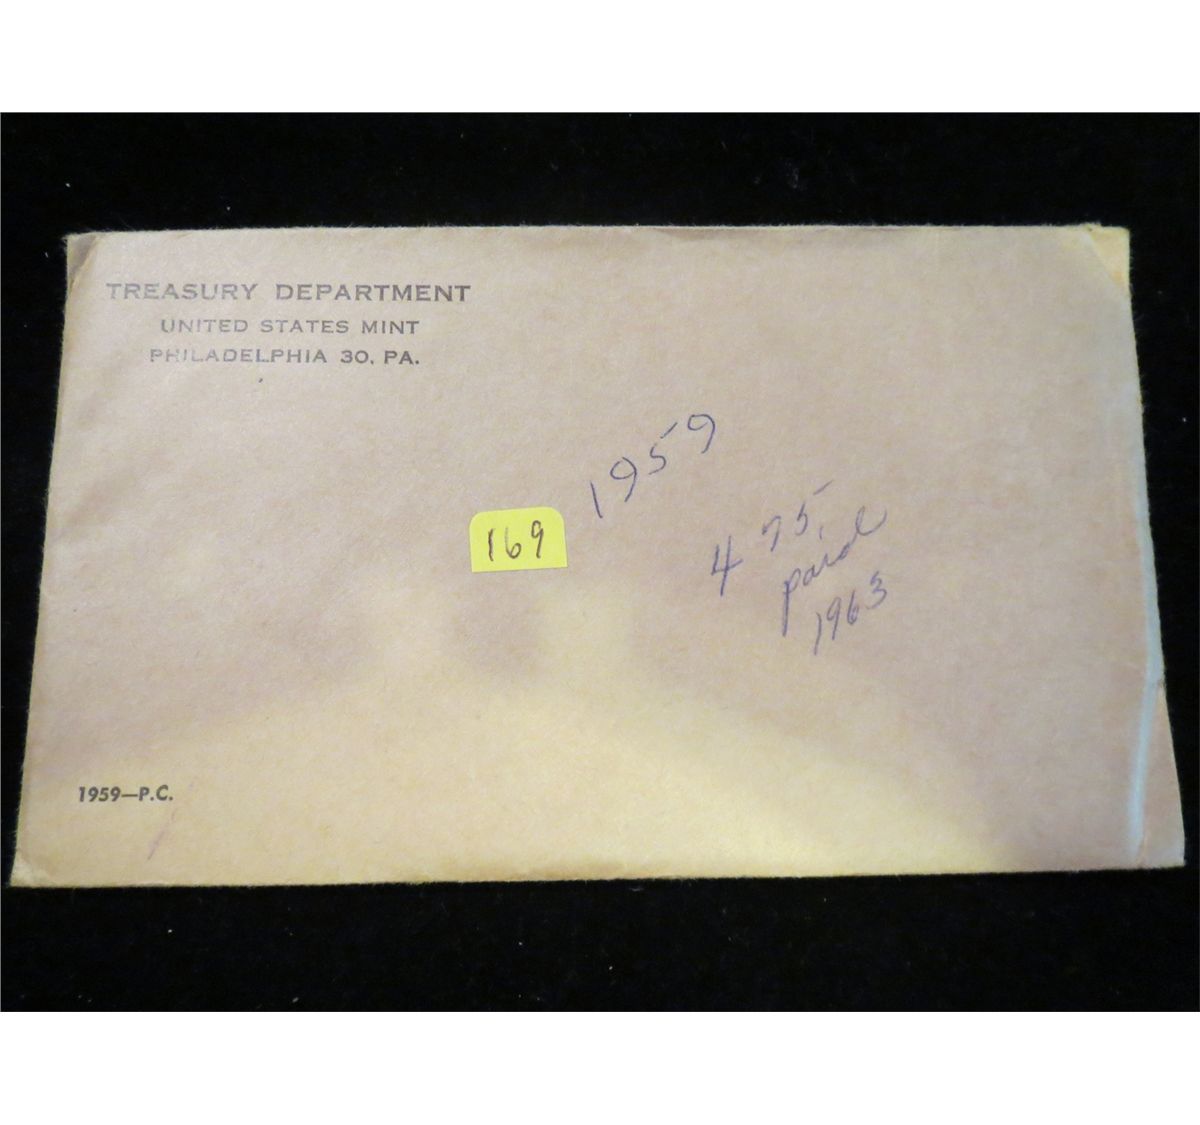 TREASURY DEPARTMENT
UNITED STATES MINT
PHILADELPHIA 30, PA.
1959
169
4 75,
paid
1963
1959—P.C.